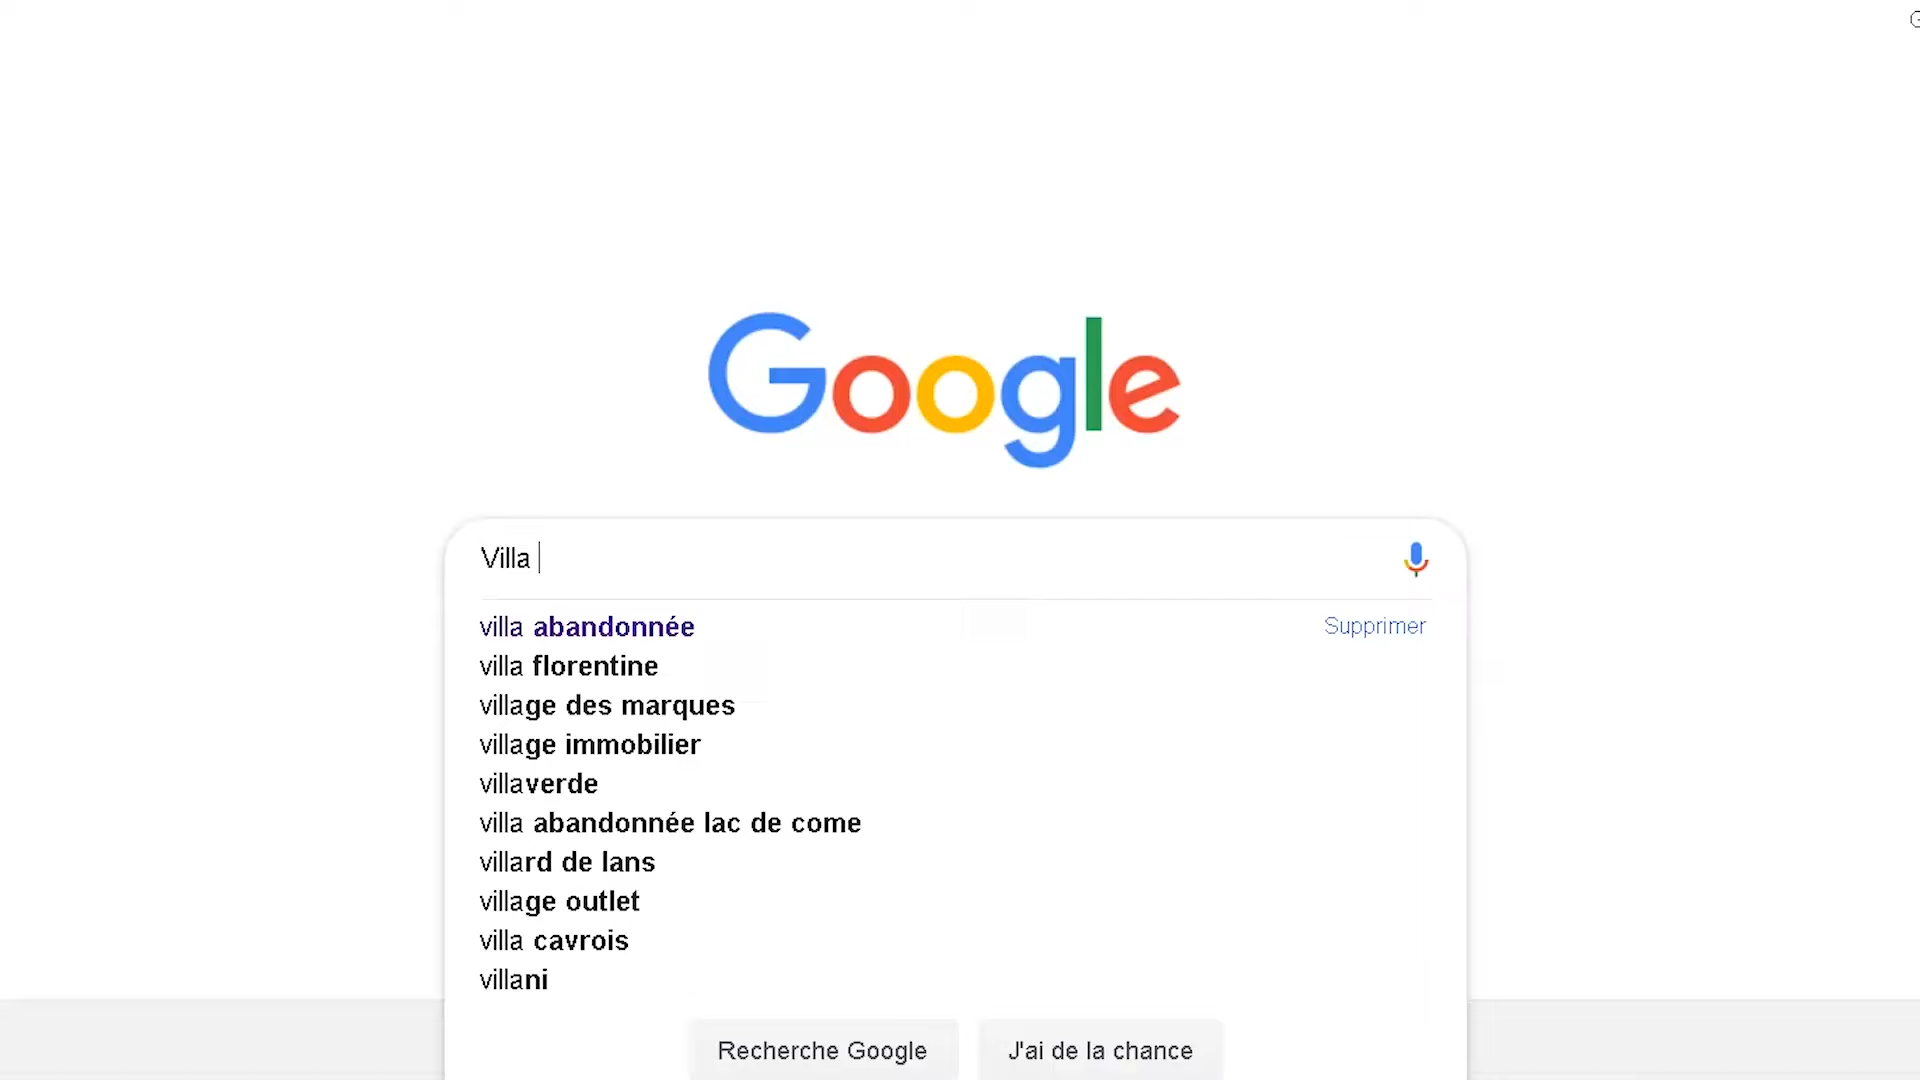 Google
Villa
villa abandonnée
Supprimer
villa florentine
village des marques
village immobilier
villaverde
villa abandonnée lac de come
villard de lans
village outlet
villa cavrois
villani
Recherche Google
J'ai de la chance